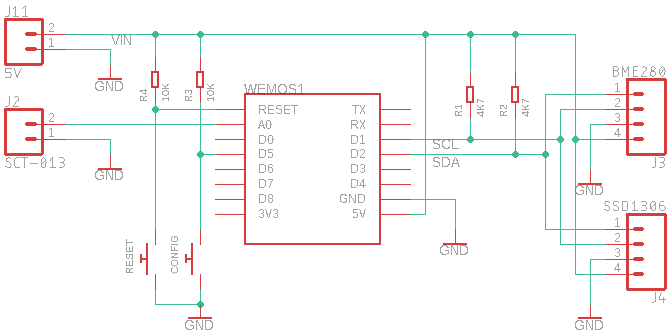 J11
2
1
VIN
5V
GND
J2
2
1
SCT-013
GND
R4
10K
R3
10K
WEMOS1
RESET
A0
D0
D5
D6
D7
D8
3V3
TX
RX
D1
D2
D3
D4
GND
5V
SCL
SDA
R1
4K7
R2
4K7
BME280
1
2
3
4
J3
GND
SSD1306
1
2
3
4
J4
GND
RESET
CONFIG
GND
GND